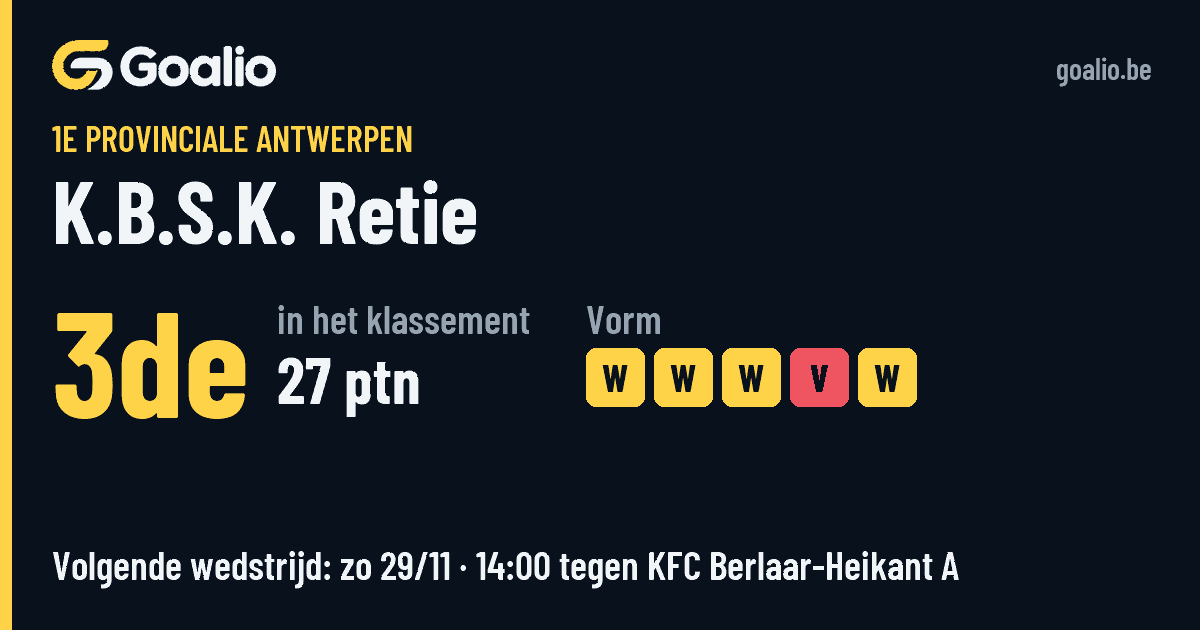 Goalio
goalio.be
1E PROVINCIALE ANTWERPEN
K.B.S.K. Retie
3de
in het klassement
27 ptn
Vorm
W W W V W
Volgende wedstrijd: zo 29/11 · 14:00 tegen KFC Berlaar-Heikant A